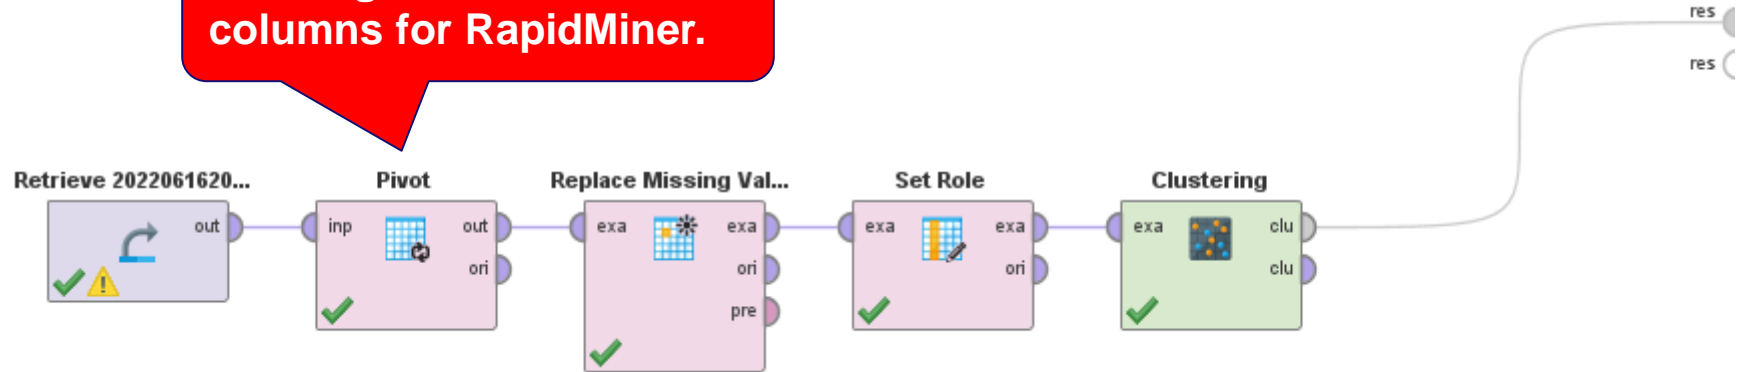 columns for RapidMiner.
res
res
Retrieve 2022061620...
Pivot
Replace Missing Val...
Set Role
Clustering
out
inp
out
ori
exa
exa
ori
pre
exa
exa
ori
exa
clu
clu